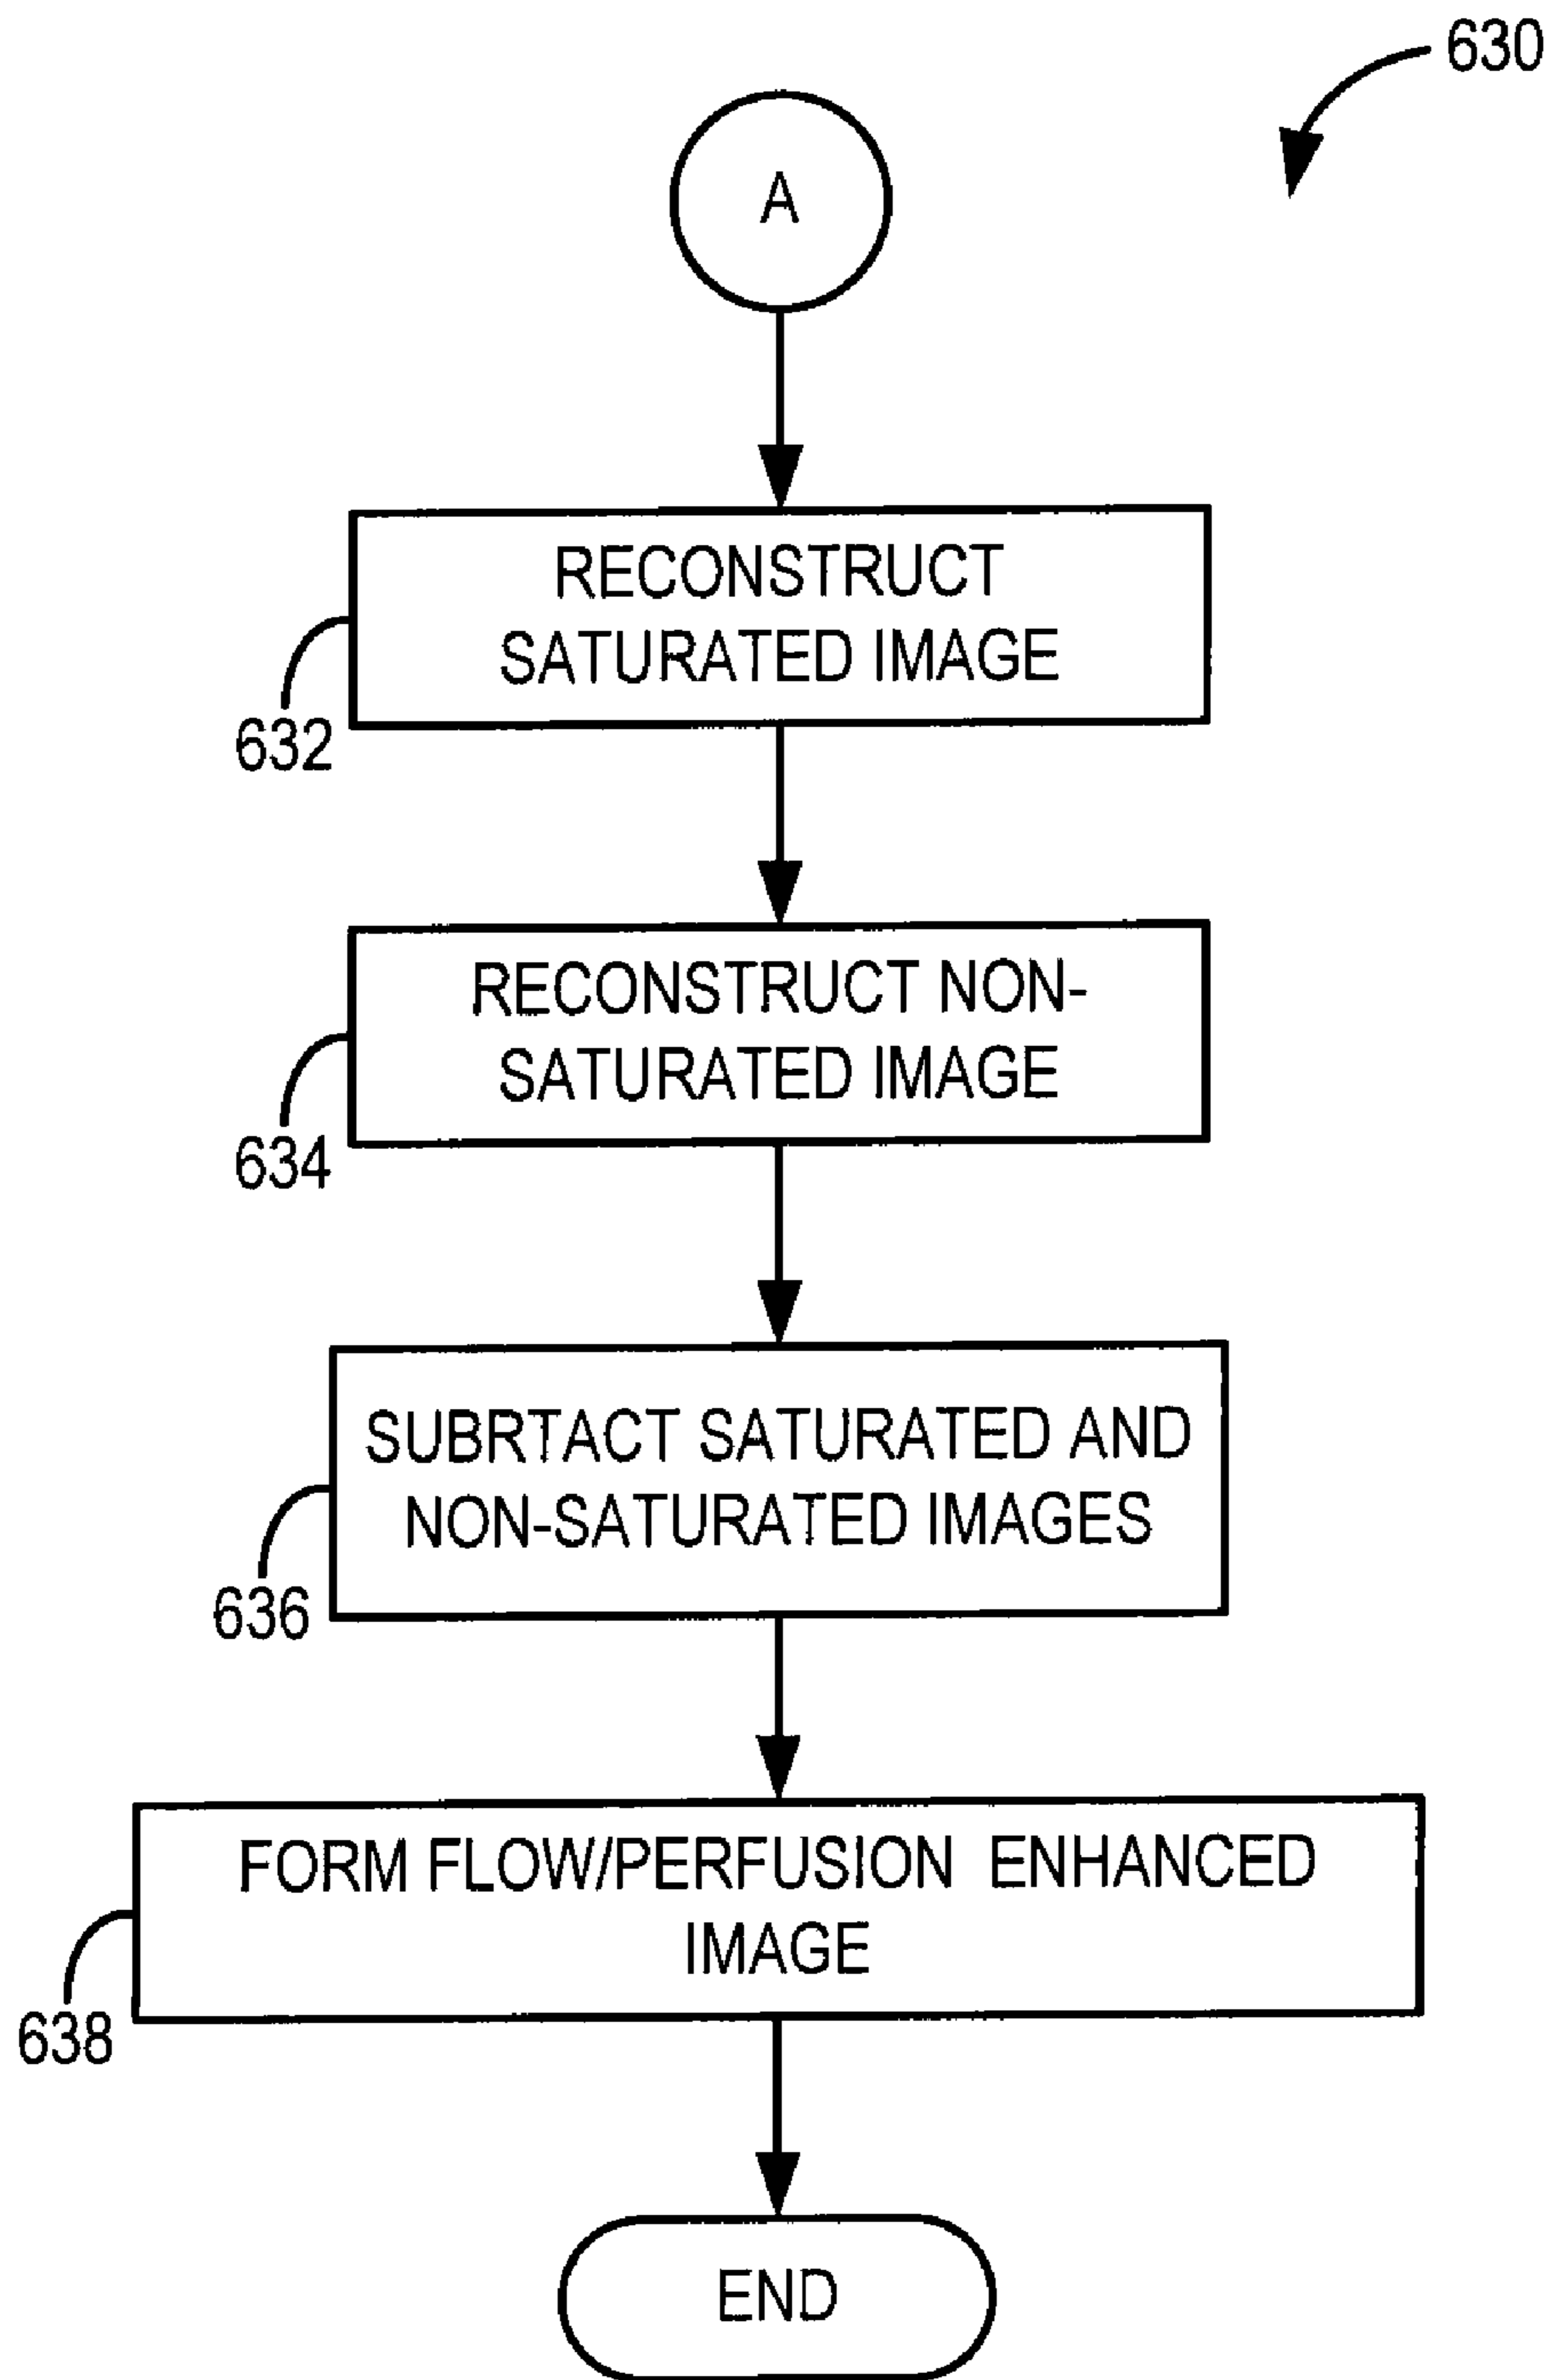 630
A
RECONSTRUCT
SATURATED IMAGE
632
RECONSTRUCT NON-
SATURATED IMAGE
634
SUBRTACT SATURATED AND
NON-SATURATED IMAGES
636
FORM FLOW/PERFUSION ENHANCED
IMAGE
638
END